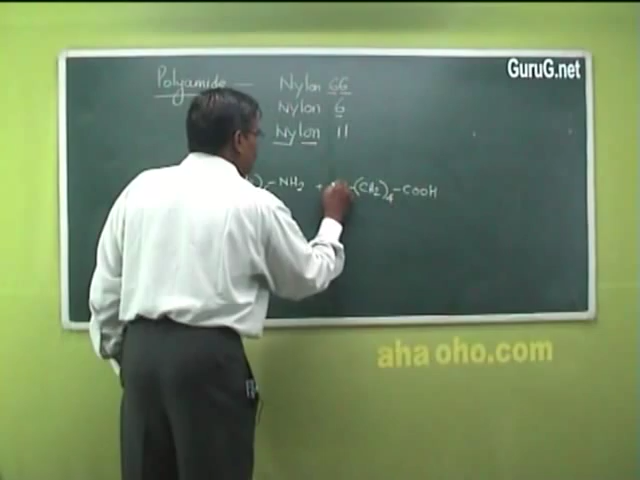 GuruG.net
Polyamide — Nylon 66
Nylon 6
Nylon 11
-NH2 + -(CH2)4-COOH
aha oho.com